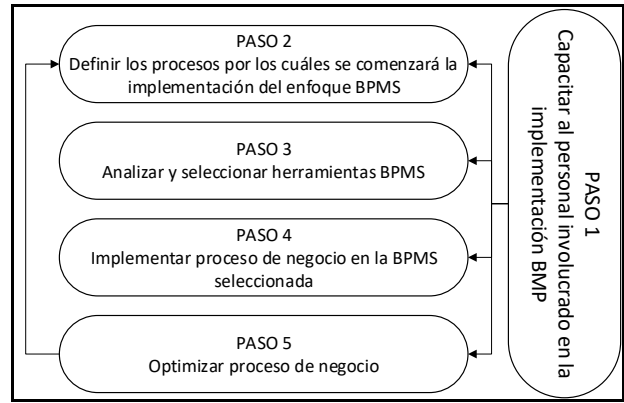 PASO 2
Definir los procesos por los cuáles se comenzará la
implementación del enfoque BPMS
PASO 3
Analizar y seleccionar herramientas BPMS
PASO 4
Implementar proceso de negocio en la BPMS
seleccionada
PASO 5
Optimizar proceso de negocio
PASO 1
Capacitar al personal involucrado en la
implementación BMP